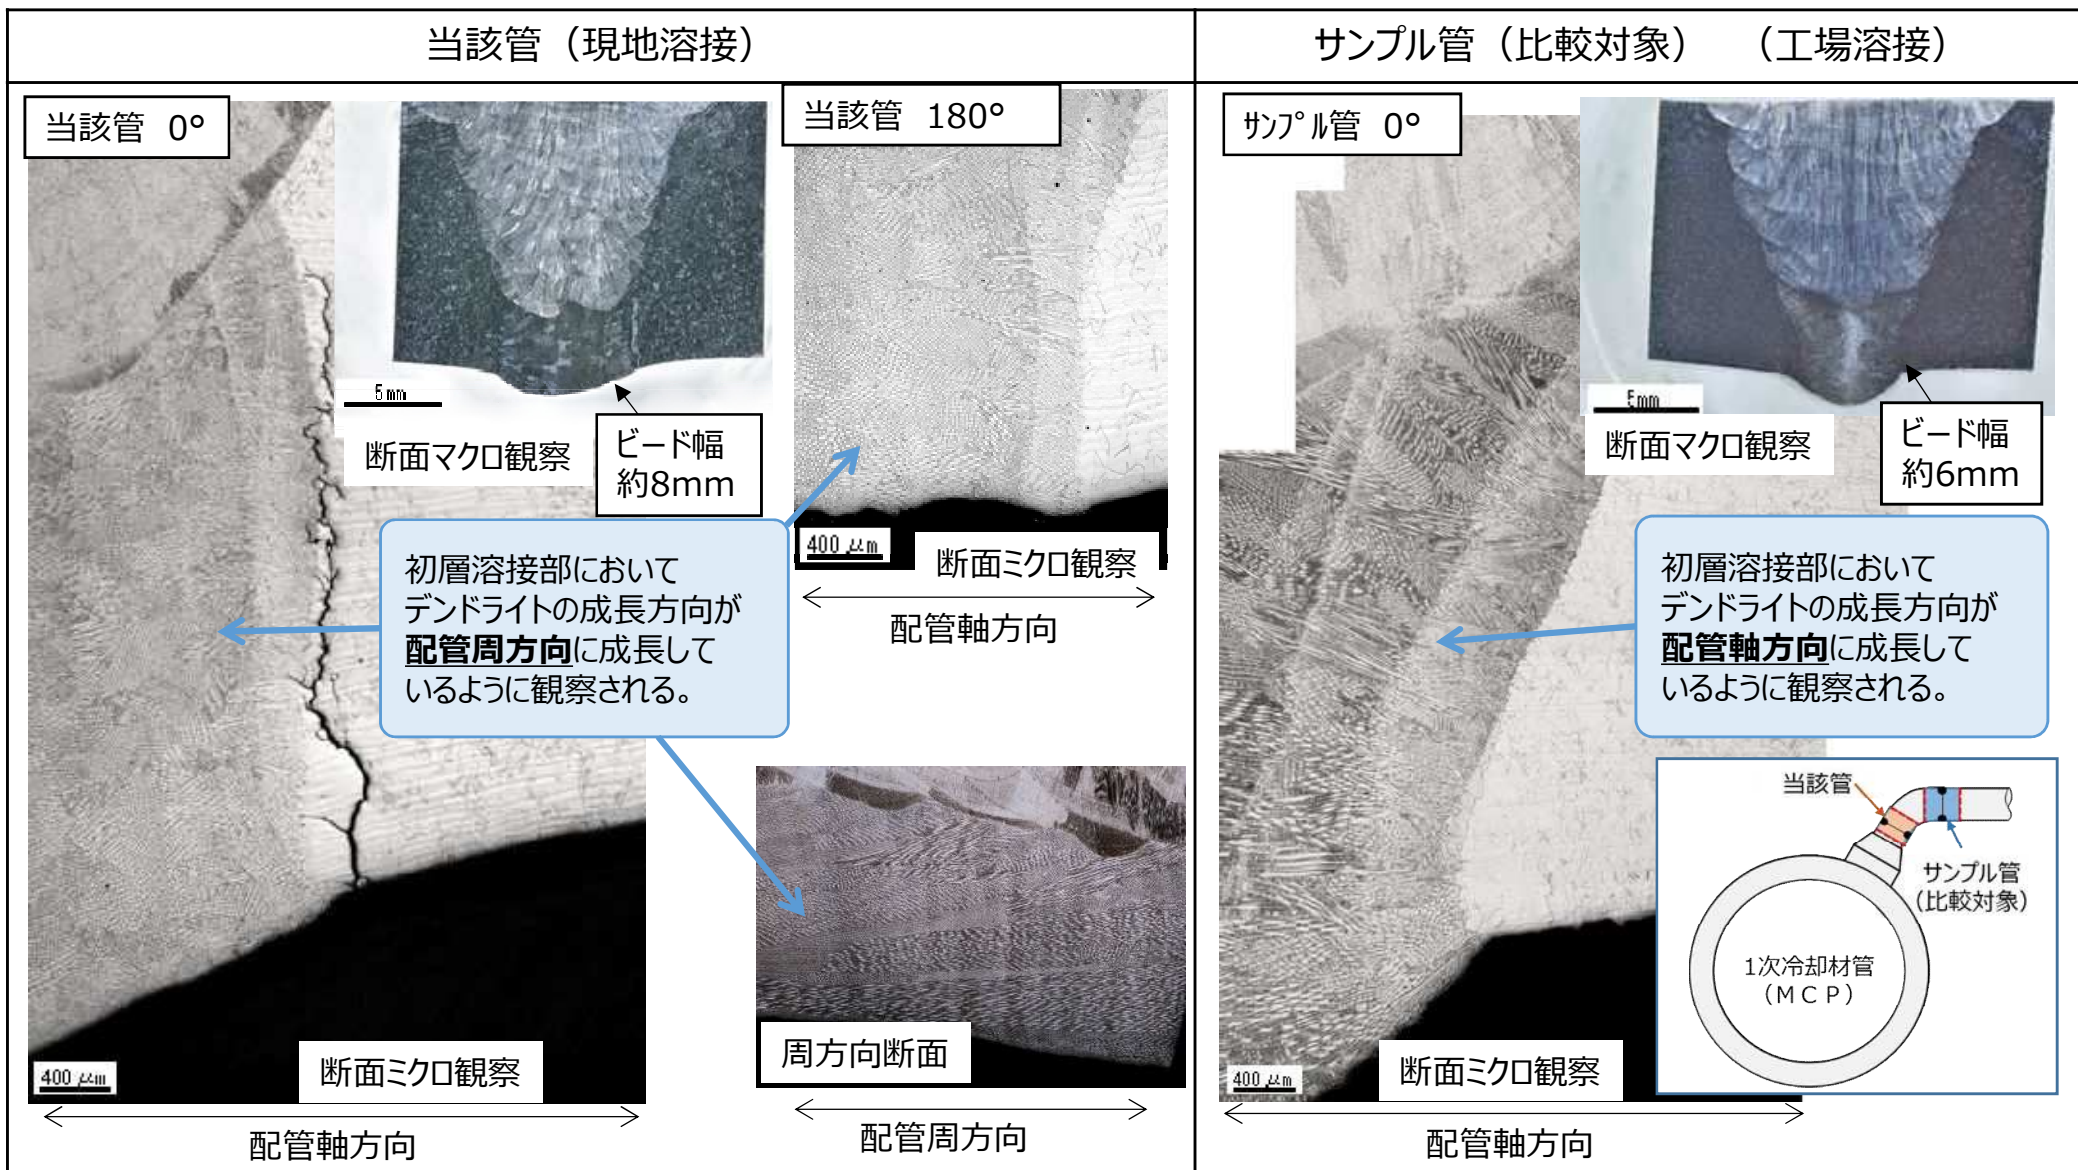 当該管（現地溶接）
サンプル管（比較対象）　（工場溶接）
当該管 0°
5mm
断面マクロ観察
ビード幅
約8mm
当該管 180°
400 μm
断面ミクロ観察
配管軸方向
初層溶接部において
デンドライトの成長方向が
配管周方向に成長して
いるように観察される。
400 μm
断面ミクロ観察
配管軸方向
周方向断面
配管周方向
ｻﾝﾌﾟﾙ管 0°
5mm
断面マクロ観察
ビード幅
約6mm
初層溶接部において
デンドライトの成長方向が
配管軸方向に成長して
いるように観察される。
当該管
サンプル管
（比較対象）
1次冷却材管
（ＭＣＰ）
400 μm
断面ミクロ観察
配管軸方向